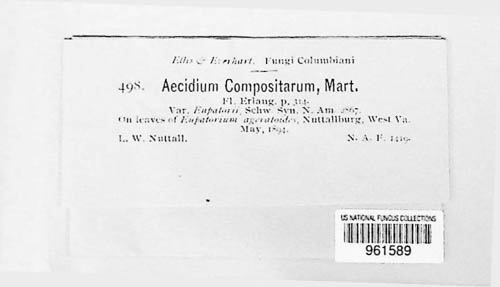 Ellis & Everhart. Fungi Columbiani
498. Aecidium Compositarum, Mart.
Fl. Erlang. p. 314.
Var. Eupatorii, Schw. Syn. N. Am. 2867.
On leaves of Eupatorium ageratoides, Nuttallburg, West Va.
May, 1894.
L. W. Nuttall. N. A. F. 1419.
US NATIONAL FUNGUS COLLECTIONS
961589